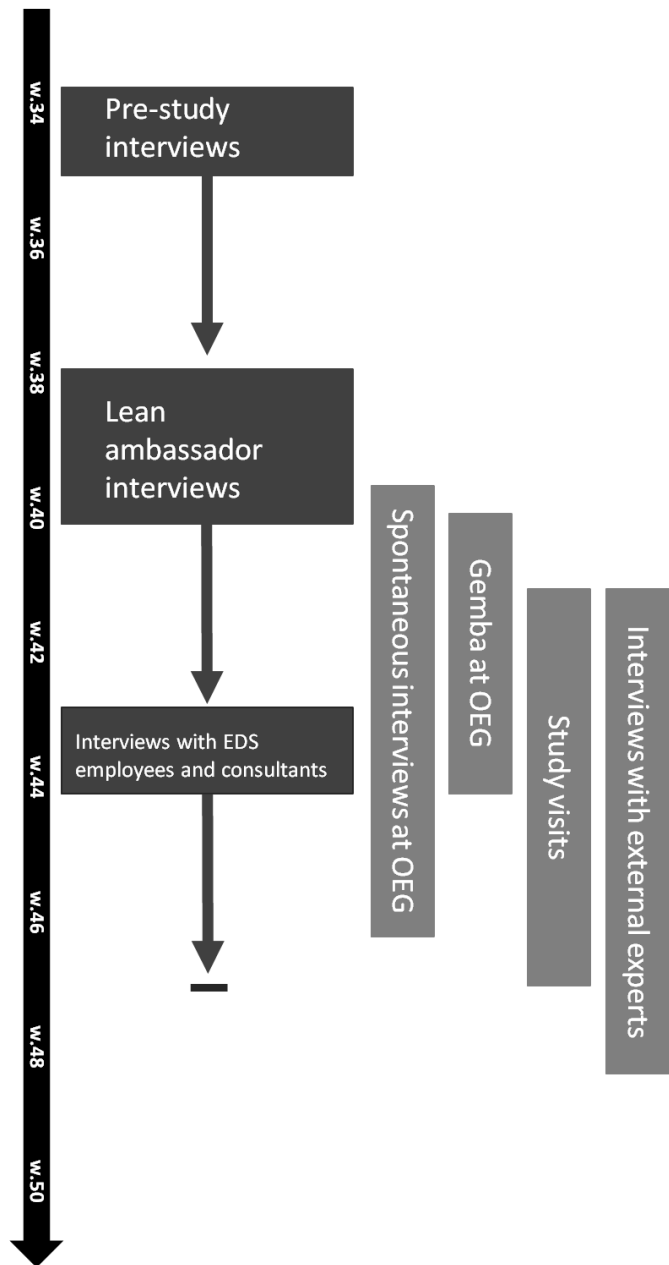 w.34
w.36
w.38
w.40
w.42
w.44
w.46
w.48
w.50
Pre-study
interviews
Lean
ambassador
interviews
Interviews with EDS
employees and consultants
Spontaneous interviews at OEG
Gemba at OEG
Study visits
Interviews with external experts